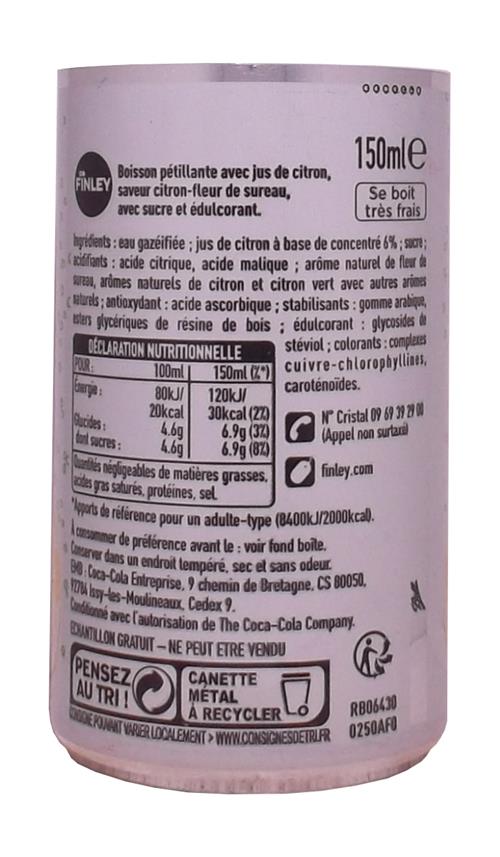 150ml e
DR
FINLEY
Boisson pétillante avec jus de citron,
saveur citron-fleur de sureau,
avec sucre et édulcorant.
Se boit
très frais
Ingrédients : eau gazéifiée ; jus de citron à base de concentré 6% ; sucre ;
acidifiants : acide citrique, acide malique ; arôme naturel de fleur de
sureau, arômes naturels de citron et citron vert avec autres arômes
naturels ; antioxydant : acide ascorbique ; stabilisants : gomme arabique,
esters glycériques de résine de bois ; édulcorant : glycosides de
stéviol ; colorants : complexes
cuivre-chlorophyllines,
caroténoïdes.
DÉCLARATION NUTRITIONNELLE
POUR : 100ml 150ml (%*)
Énergie : 80kJ/ 120kJ/
20kcal 30kcal (2%)
Glucides : 4.6g 6.9g (3%)
dont sucres : 4.6g 6.9g (8%)
Quantités négligeables de matières grasses,
acides gras saturés, protéines, sel.
N° Cristal 09 69 39 29 00
(Appel non surtaxé)
finley.com
*Apports de référence pour un adulte-type (8400kJ/2000kcal).
A consommer de préférence avant le : voir fond boîte.
Conserver dans un endroit tempéré, sec et sans odeur.
EMB : Coca-Cola Entreprise, 9 chemin de Bretagne, CS 80050,
92784 Issy-les-Moulineaux, Cedex 9.
Conditionné avec l'autorisation de The Coca-Cola Company.
ECHANTILLON GRATUIT – NE PEUT ETRE VENDU
PENSEZ
AU TRI !
CANETTE
MÉTAL
À RECYCLER
CONSIGNE POUVANT VARIER LOCALEMENT > WWW.CONSIGNESDETRI.FR
RB06430
0250AF0